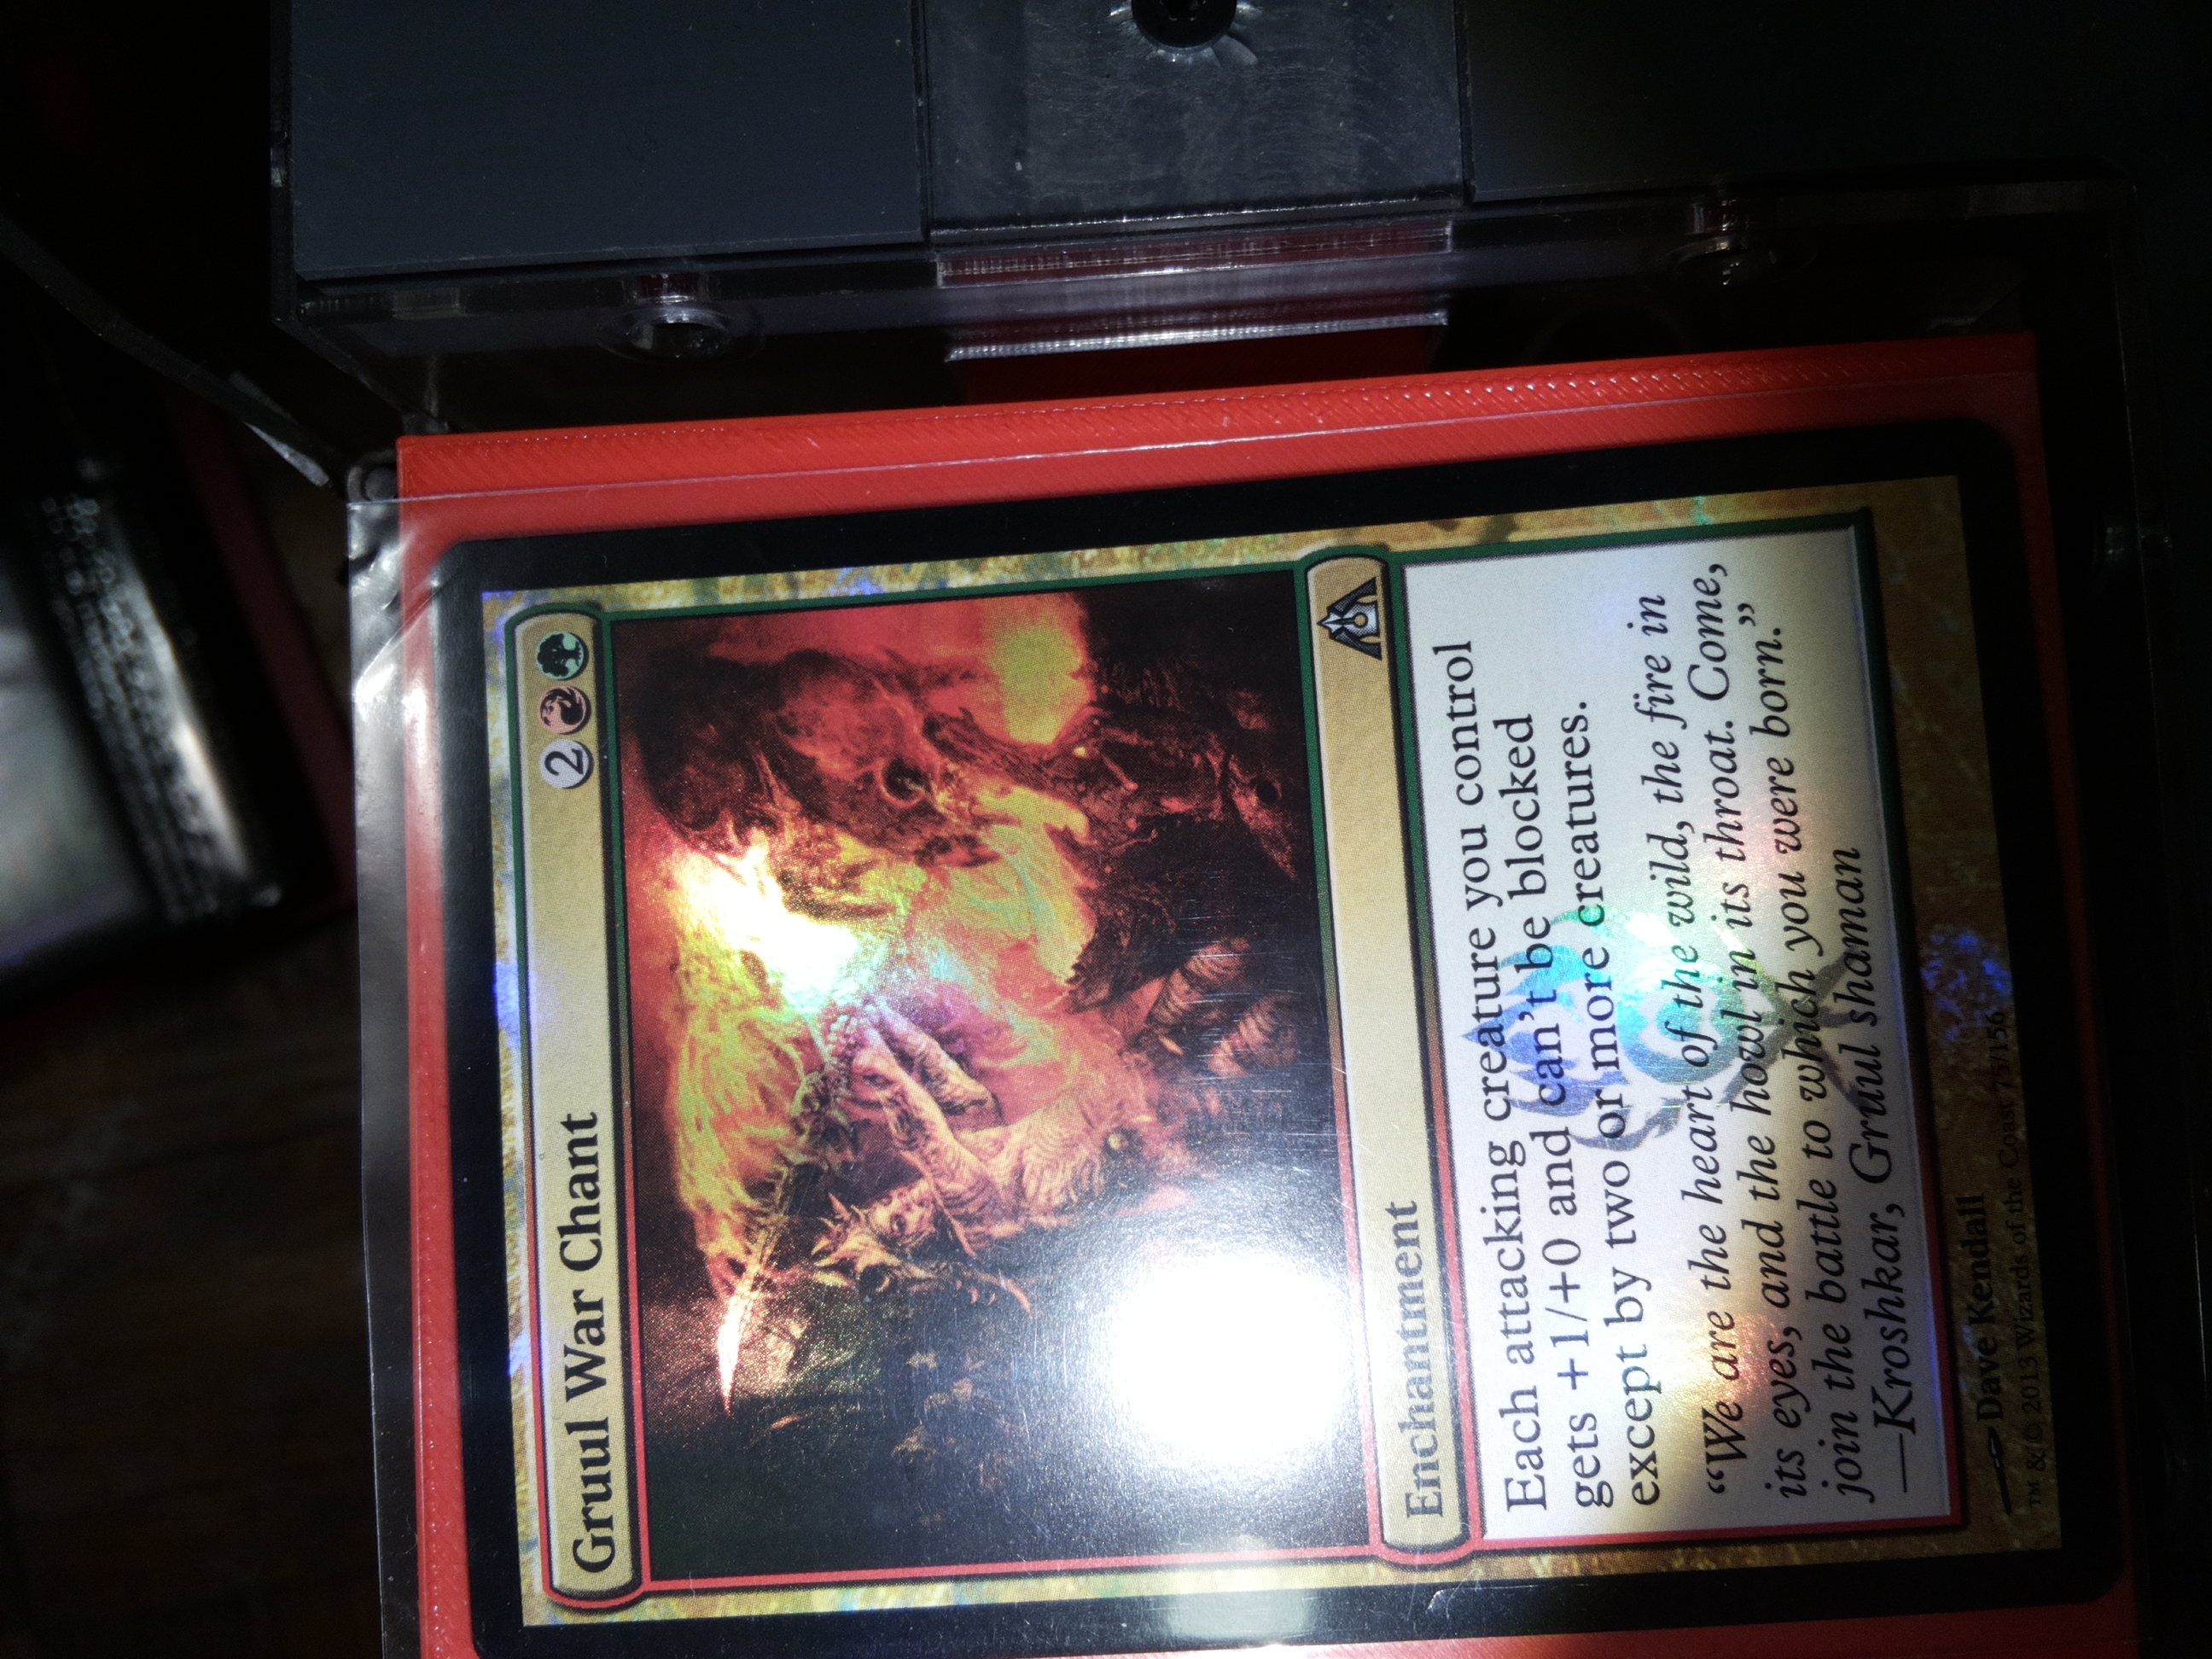 Gruul War Chant 2
Enchantment
Each attacking creature you control
gets +1/+0 and can't be blocked
except by two or more creatures.
“We are the heart of the wild, the fire in
its eyes, and the howl in its throat. Come,
join the battle to which you were born.”
—Kroshkar, Gruul shaman
Dave Kendall
™ & © 2013 Wizards of the Coast 75/156